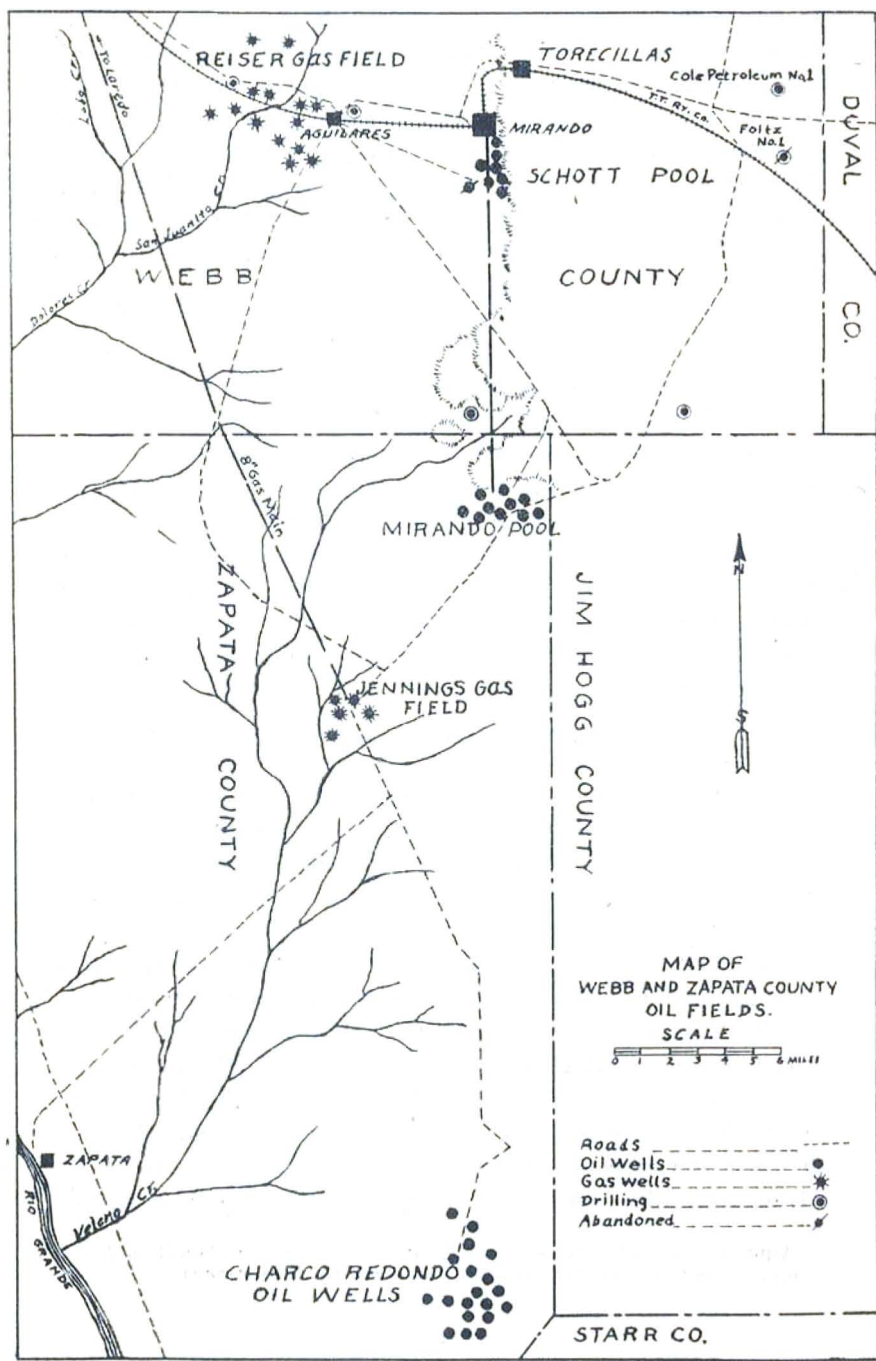 REISER GAS FIELD
TO Laredo
TORECILLAS
Cole Petroleum No.1
T.T. RY. CO.
Foltz
No.1
DUVAL
CO.
AGUILARES
MIRANDO
SCHOTT POOL
San Juanito Cr.
WEBB
COUNTY
Dolores Cr.
8" Gas Main
MIRANDO POOL
ZAPATA
COUNTY
JIM HOGG COUNTY
N
S
JENNINGS GAS
FIELD
MAP OF
WEBB AND ZAPATA COUNTY
OIL FIELDS.
SCALE
0 1 2 3 4 5 6 MILES
Roads
Oil Wells
Gas Wells
Drilling
Abandoned
ZAPATA
RIO
GRANDE
Veleno Cr.
CHARCO REDONDO
OIL WELLS
STARR CO.